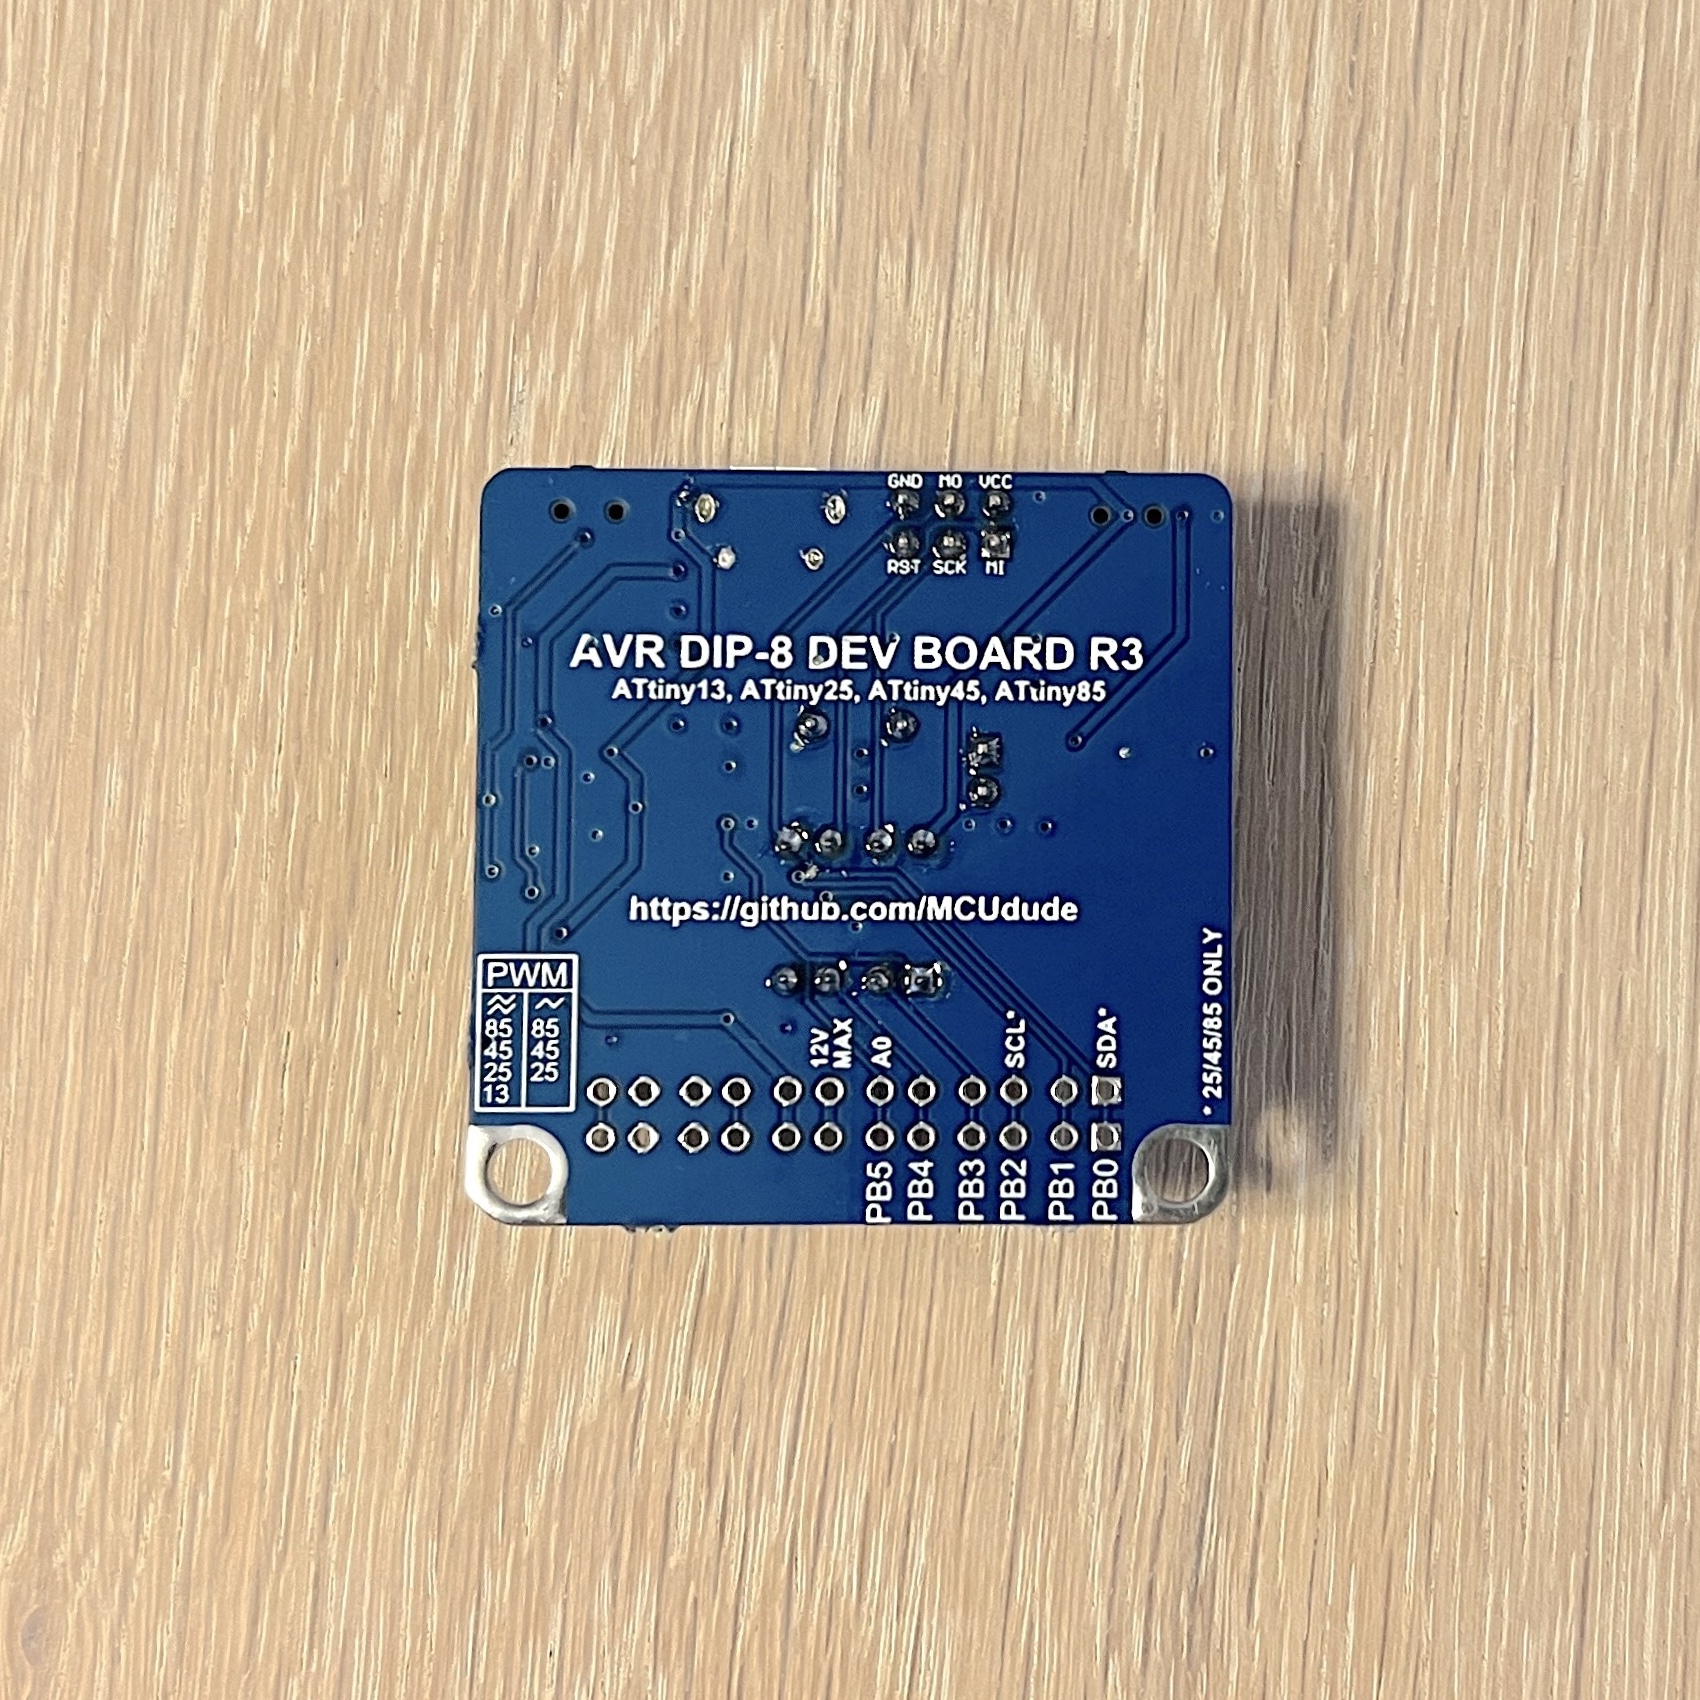 GND MO VCC
RST SCK MI
AVR DIP-8 DEV BOARD R3
ATtiny13, ATtiny25, ATtiny45, ATtiny85
https://github.com/MCUdude
PWM
≈ ~
85 85
45 45
25 25
13
12V
MAX
A0
SCL*
SDA*
* 25/45/85 ONLY
PB5
PB4
PB3
PB2
PB1
PB0